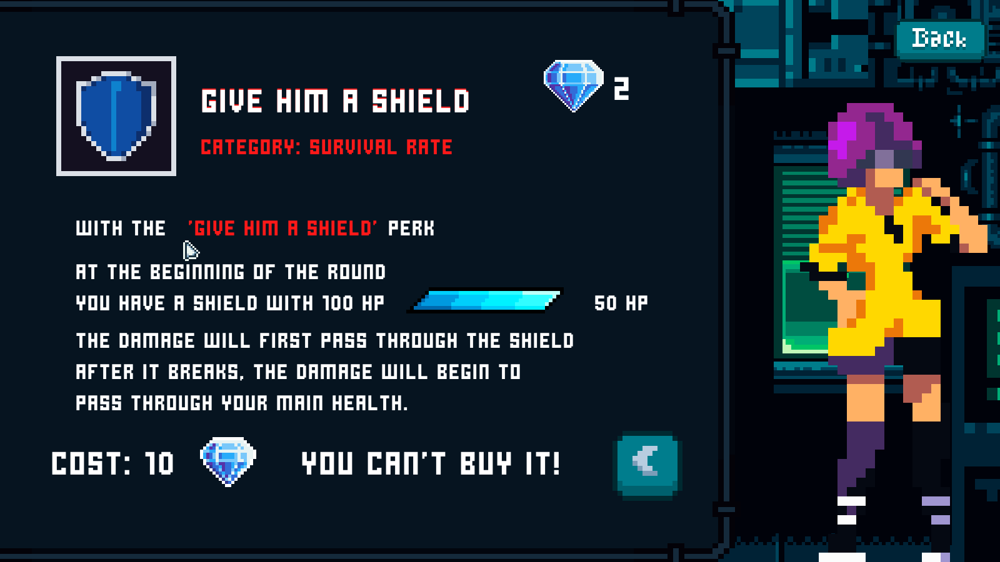 Back
GIVE HIM A SHIELD
2
CATEGORY: SURVIVAL RATE
WITH THE 'GIVE HIM A SHIELD' PERK
AT THE BEGINNING OF THE ROUND
YOU HAVE A SHIELD WITH 100 HP 50 HP
THE DAMAGE WILL FIRST PASS THROUGH THE SHIELD
AFTER IT BREAKS, THE DAMAGE WILL BEGIN TO
PASS THROUGH YOUR MAIN HEALTH.
COST: 10 YOU CAN'T BUY IT!